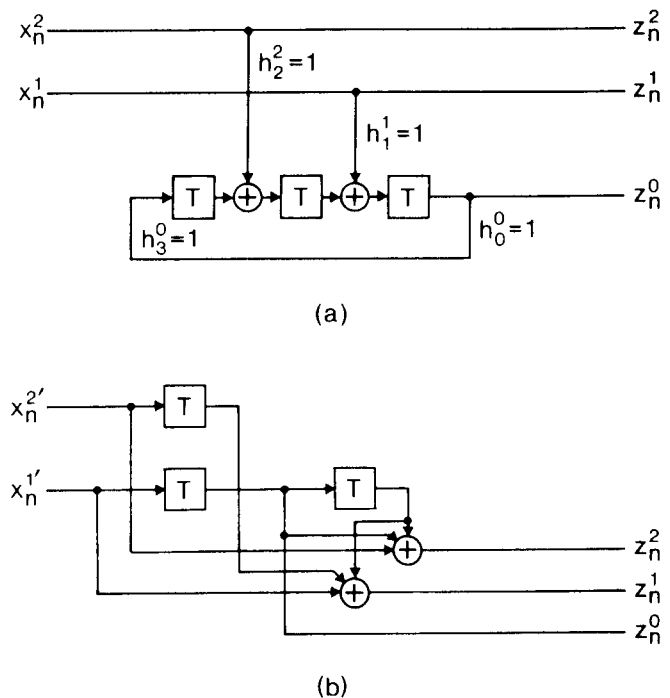 x_n^2 z_n^2
h_2^2=1
x_n^1 z_n^1
h_1^1=1
T + T + T z_n^0
h_3^0=1 h_0^0=1
(a)
x_n^2′ T
x_n^1′ T T
+ z_n^2
+ z_n^1
z_n^0
(b)